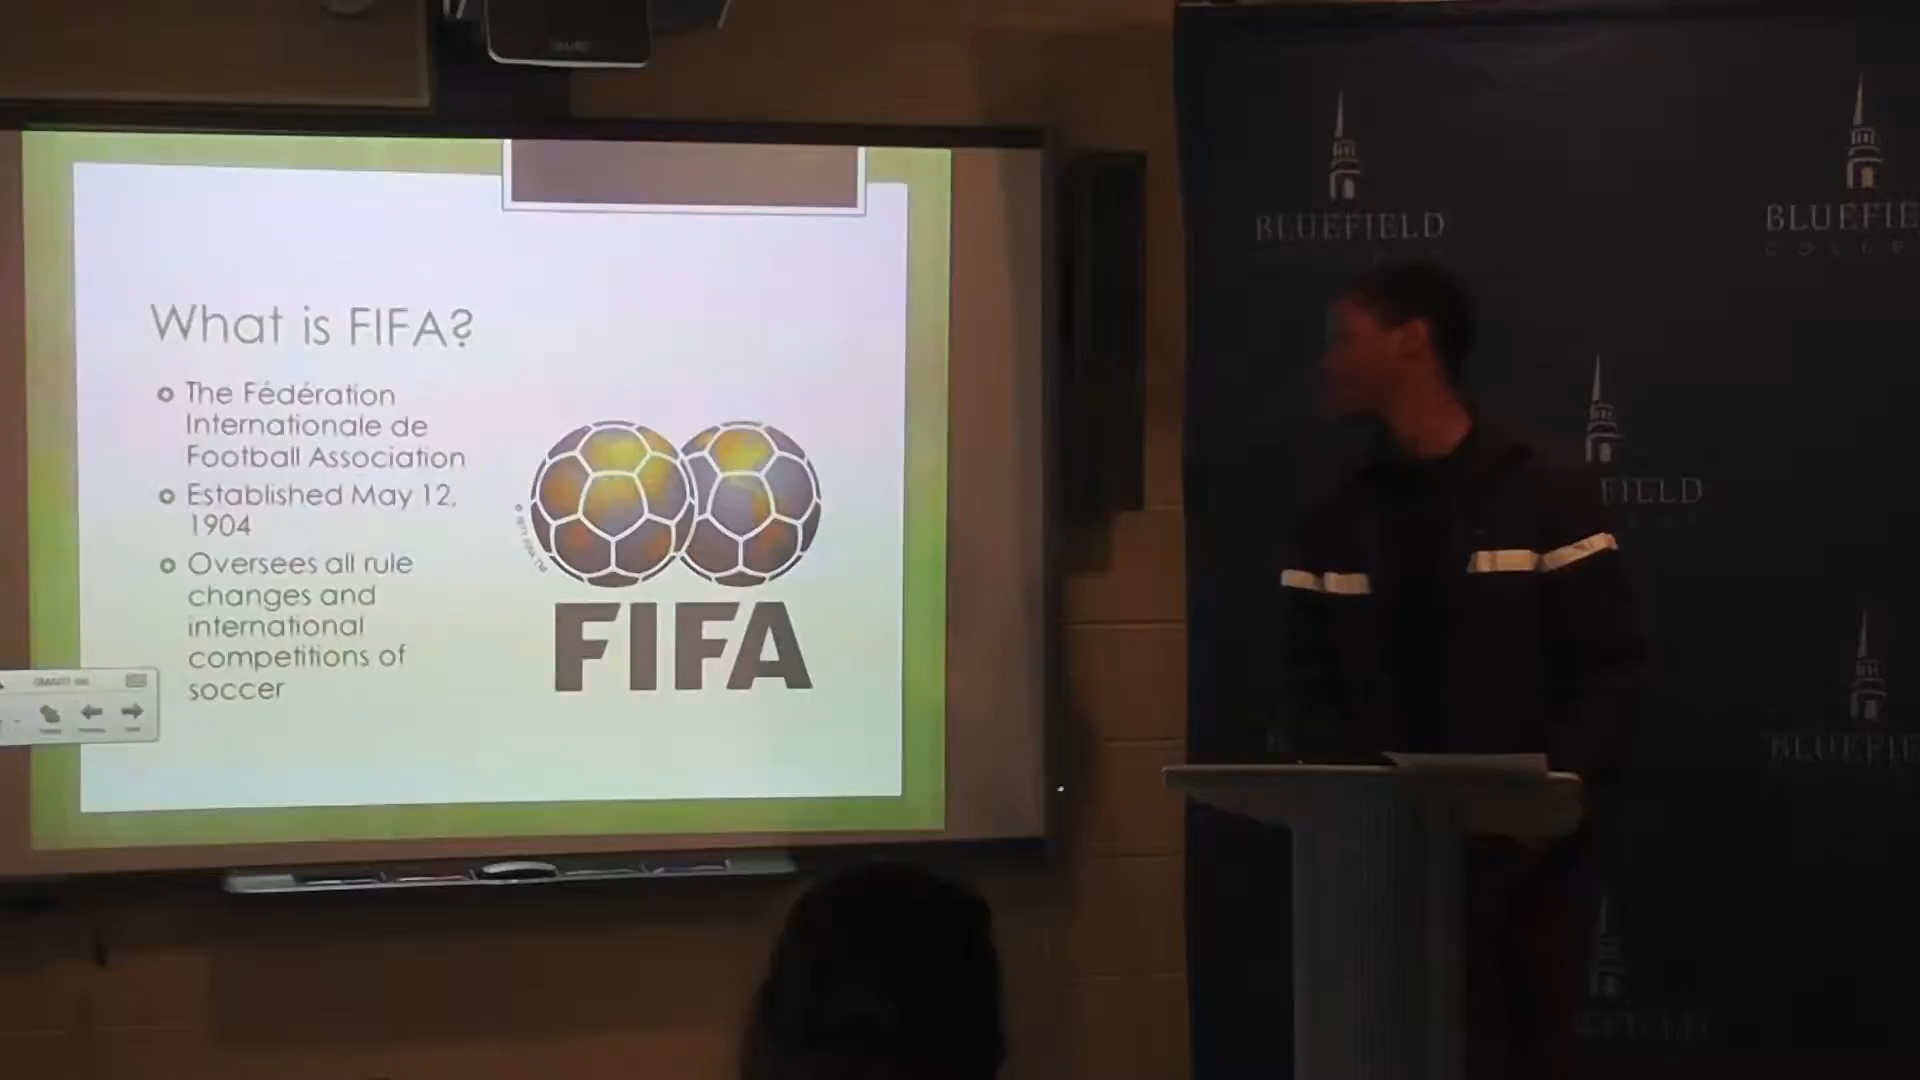 What is FIFA?
The Fédération
Internationale de
Football Association
Established May 12,
1904
Oversees all rule
changes and
international
competitions of
soccer
FIFA
BLUEFIELD
BLUEFIE
COLLE
FIELD
BLUEFIE